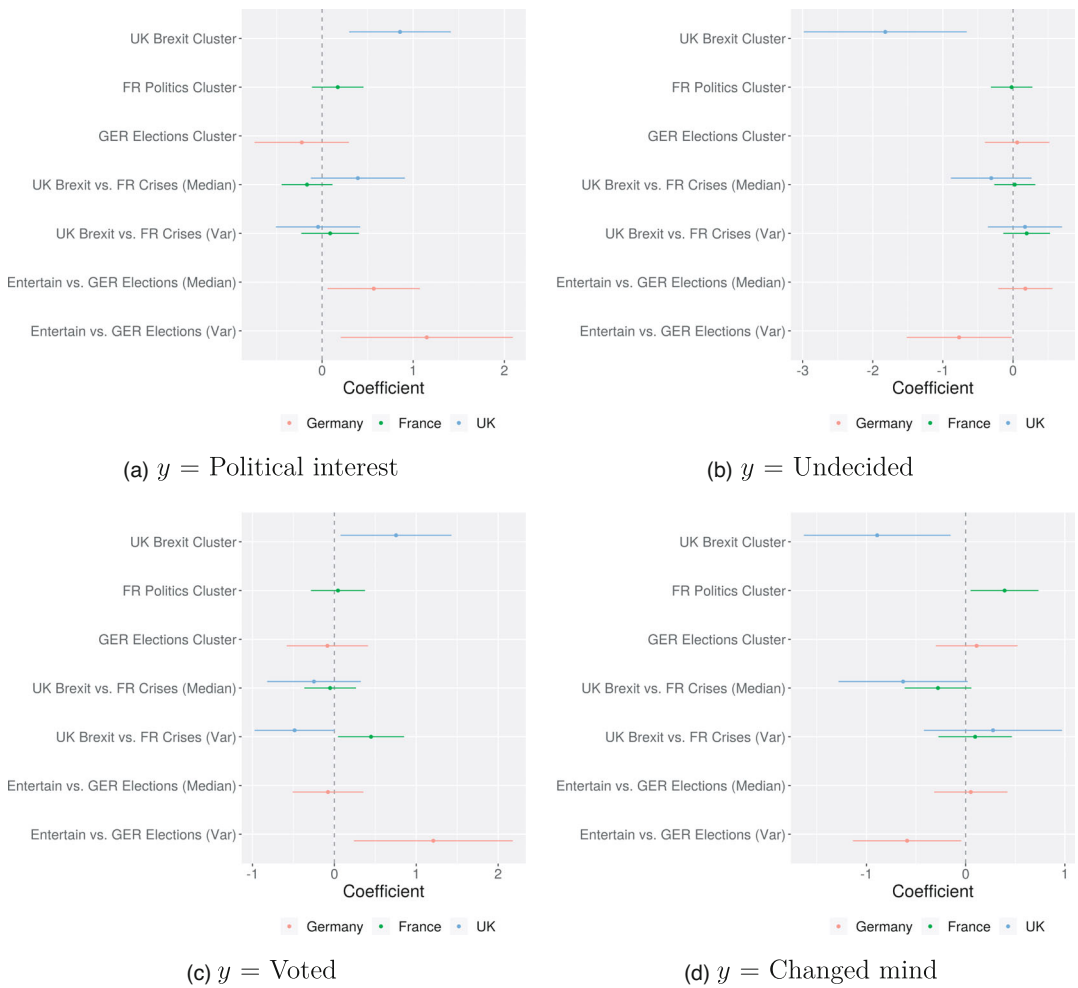 UK Brexit Cluster
FR Politics Cluster
GER Elections Cluster
UK Brexit vs. FR Crises (Median)
UK Brexit vs. FR Crises (Var)
Entertain vs. GER Elections (Median)
Entertain vs. GER Elections (Var)
0 1 2
Coefficient
Germany France UK
(a) y = Political interest
UK Brexit Cluster
FR Politics Cluster
GER Elections Cluster
UK Brexit vs. FR Crises (Median)
UK Brexit vs. FR Crises (Var)
Entertain vs. GER Elections (Median)
Entertain vs. GER Elections (Var)
-3 -2 -1 0
Coefficient
Germany France UK
(b) y = Undecided
UK Brexit Cluster
FR Politics Cluster
GER Elections Cluster
UK Brexit vs. FR Crises (Median)
UK Brexit vs. FR Crises (Var)
Entertain vs. GER Elections (Median)
Entertain vs. GER Elections (Var)
-1 0 1 2
Coefficient
Germany France UK
(c) y = Voted
UK Brexit Cluster
FR Politics Cluster
GER Elections Cluster
UK Brexit vs. FR Crises (Median)
UK Brexit vs. FR Crises (Var)
Entertain vs. GER Elections (Median)
Entertain vs. GER Elections (Var)
-1 0 1
Coefficient
Germany France UK
(d) y = Changed mind